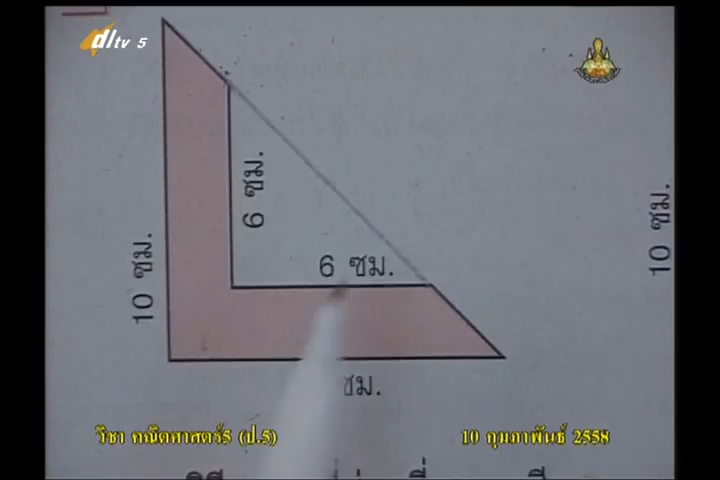 dltv 5
6 ซม.
6 ซม.
10 ซม.
10 ซม.
ซม.
วิชา คณิตศาสตร์5 (ป.5)
10 กุมภาพันธ์ 2558